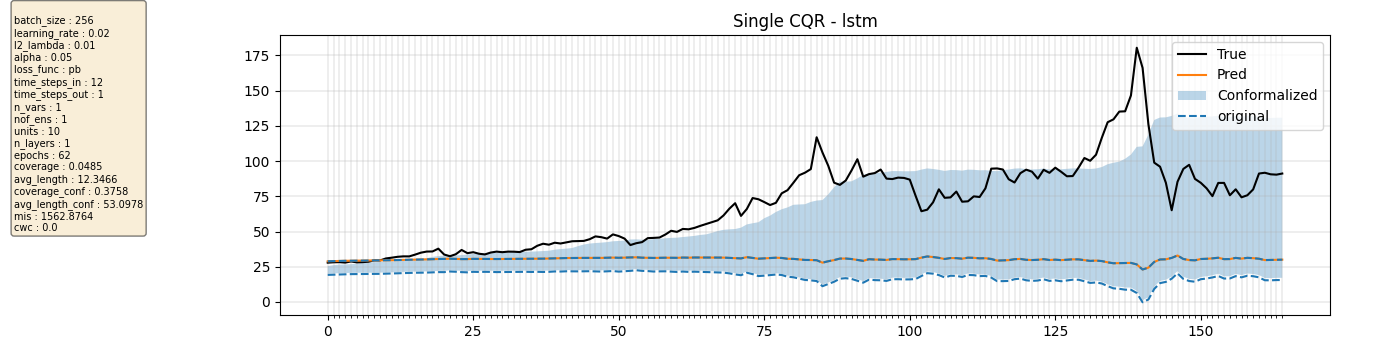 batch_size : 256
learning_rate : 0.02
l2_lambda : 0.01
alpha : 0.05
loss_func : pb
time_steps_in : 12
time_steps_out : 1
n_vars : 1
nof_ens : 1
units : 10
n_layers : 1
epochs : 62
coverage : 0.0485
avg_length : 12.3466
coverage_conf : 0.3758
avg_length_conf : 53.0978
mis : 1562.8764
cwc : 0.0
Single CQR - lstm
175
150
125
100
75
50
25
0
True
Pred
Conformalized
original
0 25 50 75 100 125 150